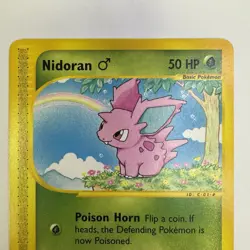 Nidoran ♂ 50 HP
Basic Pokémon
Poison Horn Flip a coin. If
heads, the Defending Pokémon is
now Poisoned.